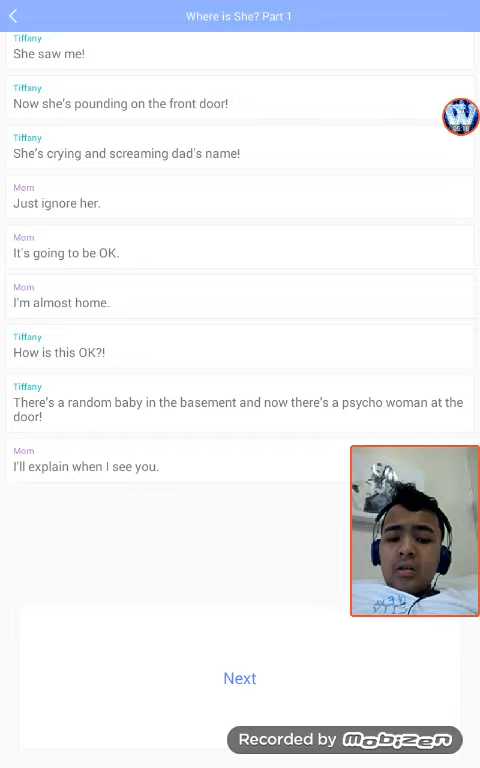 Where is She? Part 1
Tiffany
She saw me!
Tiffany
Now she's pounding on the front door!
W
05:18
Tiffany
She's crying and screaming dad's name!
Mom
Just ignore her.
Mom
It's going to be OK.
Mom
I'm almost home.
Tiffany
How is this OK?!
Tiffany
There's a random baby in the basement and now there's a psycho woman at the
door!
Mom
I'll explain when I see you.
Next
Recorded by Mobizen